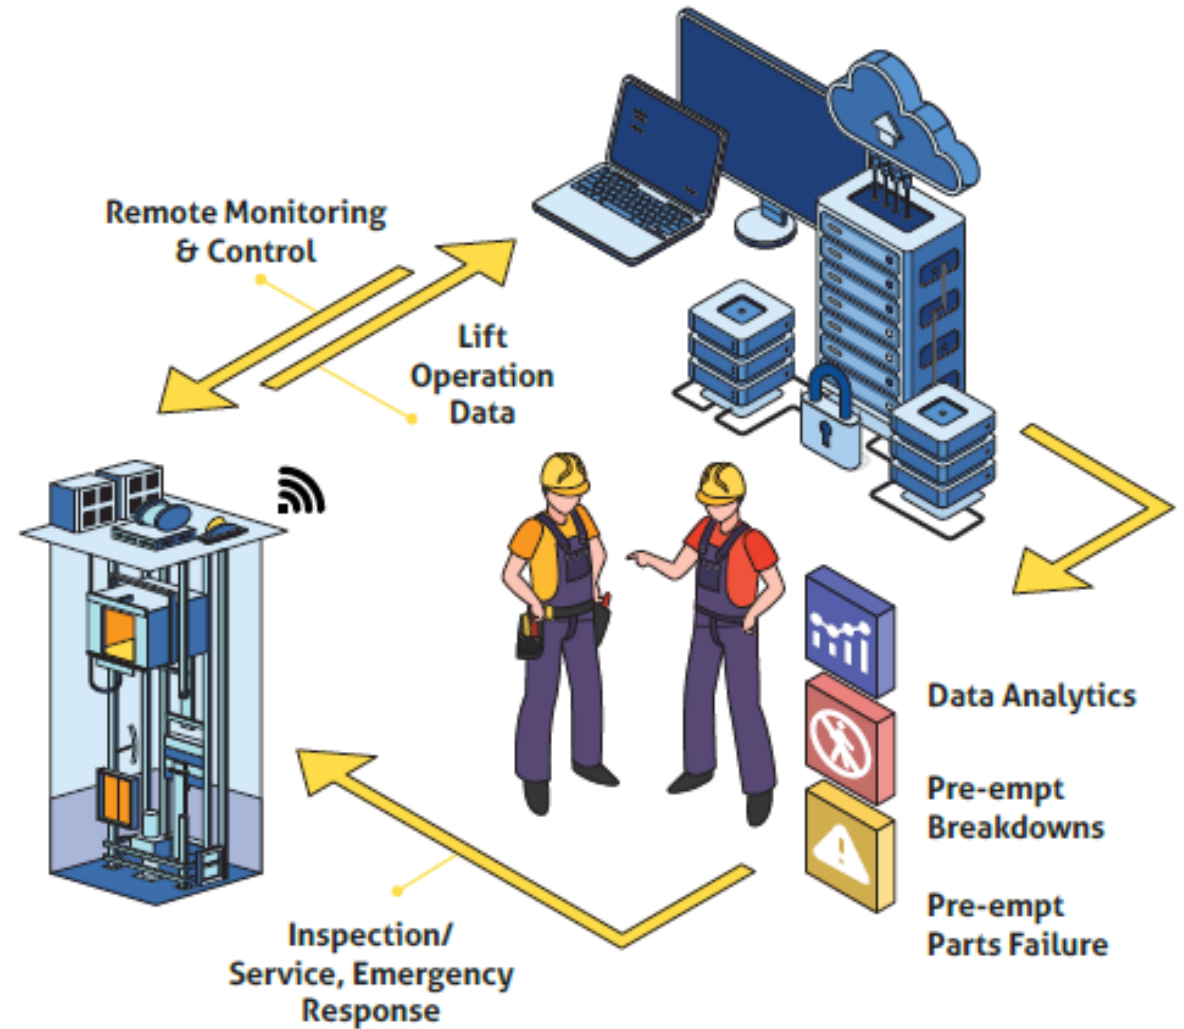 Remote Monitoring
& Control
Lift
Operation
Data
Data Analytics
Pre-empt
Breakdowns
Pre-empt
Parts Failure
Inspection/
Service, Emergency
Response